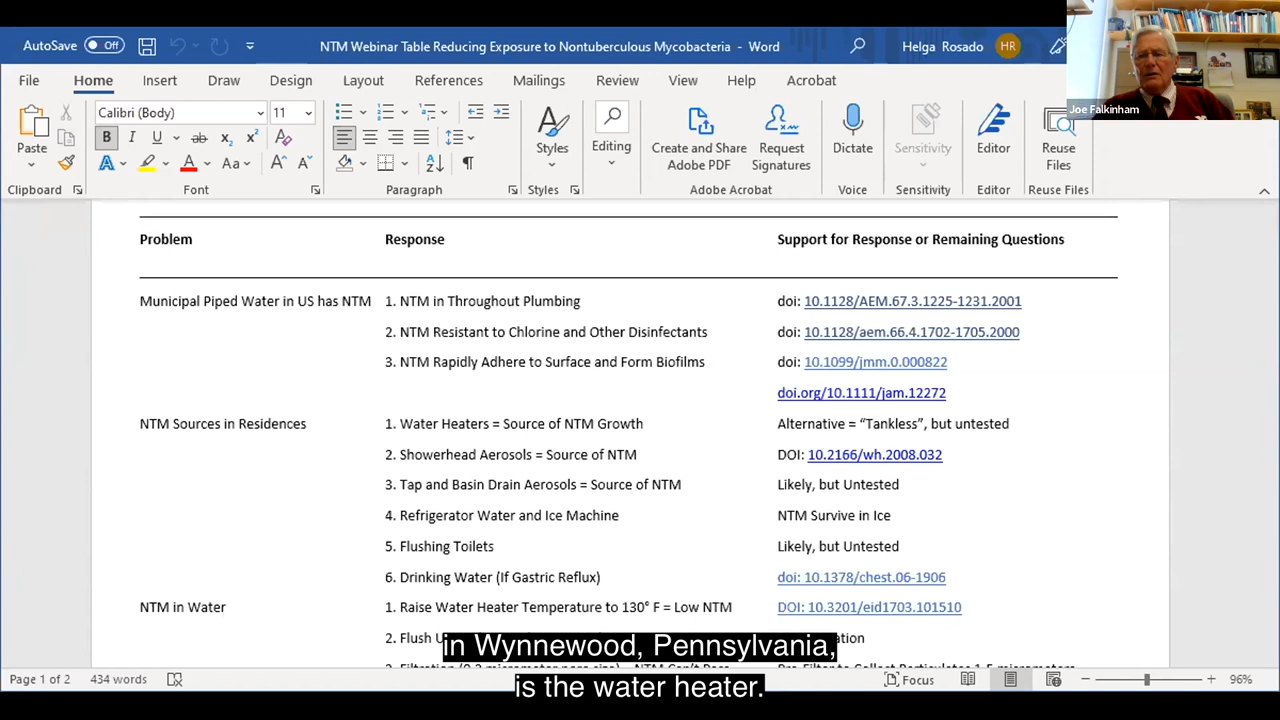 AutoSave Off NTM Webinar Table Reducing Exposure to Nontuberculous Mycobacteria - Word Helga Rosado HR
Joe Falkinham
File Home Insert Draw Design Layout References Mailings Review View Help Acrobat
Calibri (Body) 11
Paste Styles Editing Create and Share Adobe PDF Request Signatures Dictate Sensitivity Editor Reuse Files
Clipboard Font Paragraph Styles Adobe Acrobat Voice Sensitivity Editor Reuse Files
Problem Response Support for Response or Remaining Questions
Municipal Piped Water in US has NTM 1. NTM in Throughout Plumbing doi: 10.1128/AEM.67.3.1225-1231.2001
2. NTM Resistant to Chlorine and Other Disinfectants doi: 10.1128/aem.66.4.1702-1705.2000
3. NTM Rapidly Adhere to Surface and Form Biofilms doi: 10.1099/jmm.0.000822
doi.org/10.1111/jam.12272
NTM Sources in Residences 1. Water Heaters = Source of NTM Growth Alternative = “Tankless”, but untested
2. Showerhead Aerosols = Source of NTM DOI: 10.2166/wh.2008.032
3. Tap and Basin Drain Aerosols = Source of NTM Likely, but Untested
4. Refrigerator Water and Ice Machine NTM Survive in Ice
5. Flushing Toilets Likely, but Untested
6. Drinking Water (If Gastric Reflux) doi: 10.1378/chest.06-1906
NTM in Water 1. Raise Water Heater Temperature to 130° F = Low NTM DOI: 10.3201/eid1703.101510
2. Flush
in Wynnewood, Pennsylvania,
is the water heater.
Page 1 of 2 434 words Focus 96%